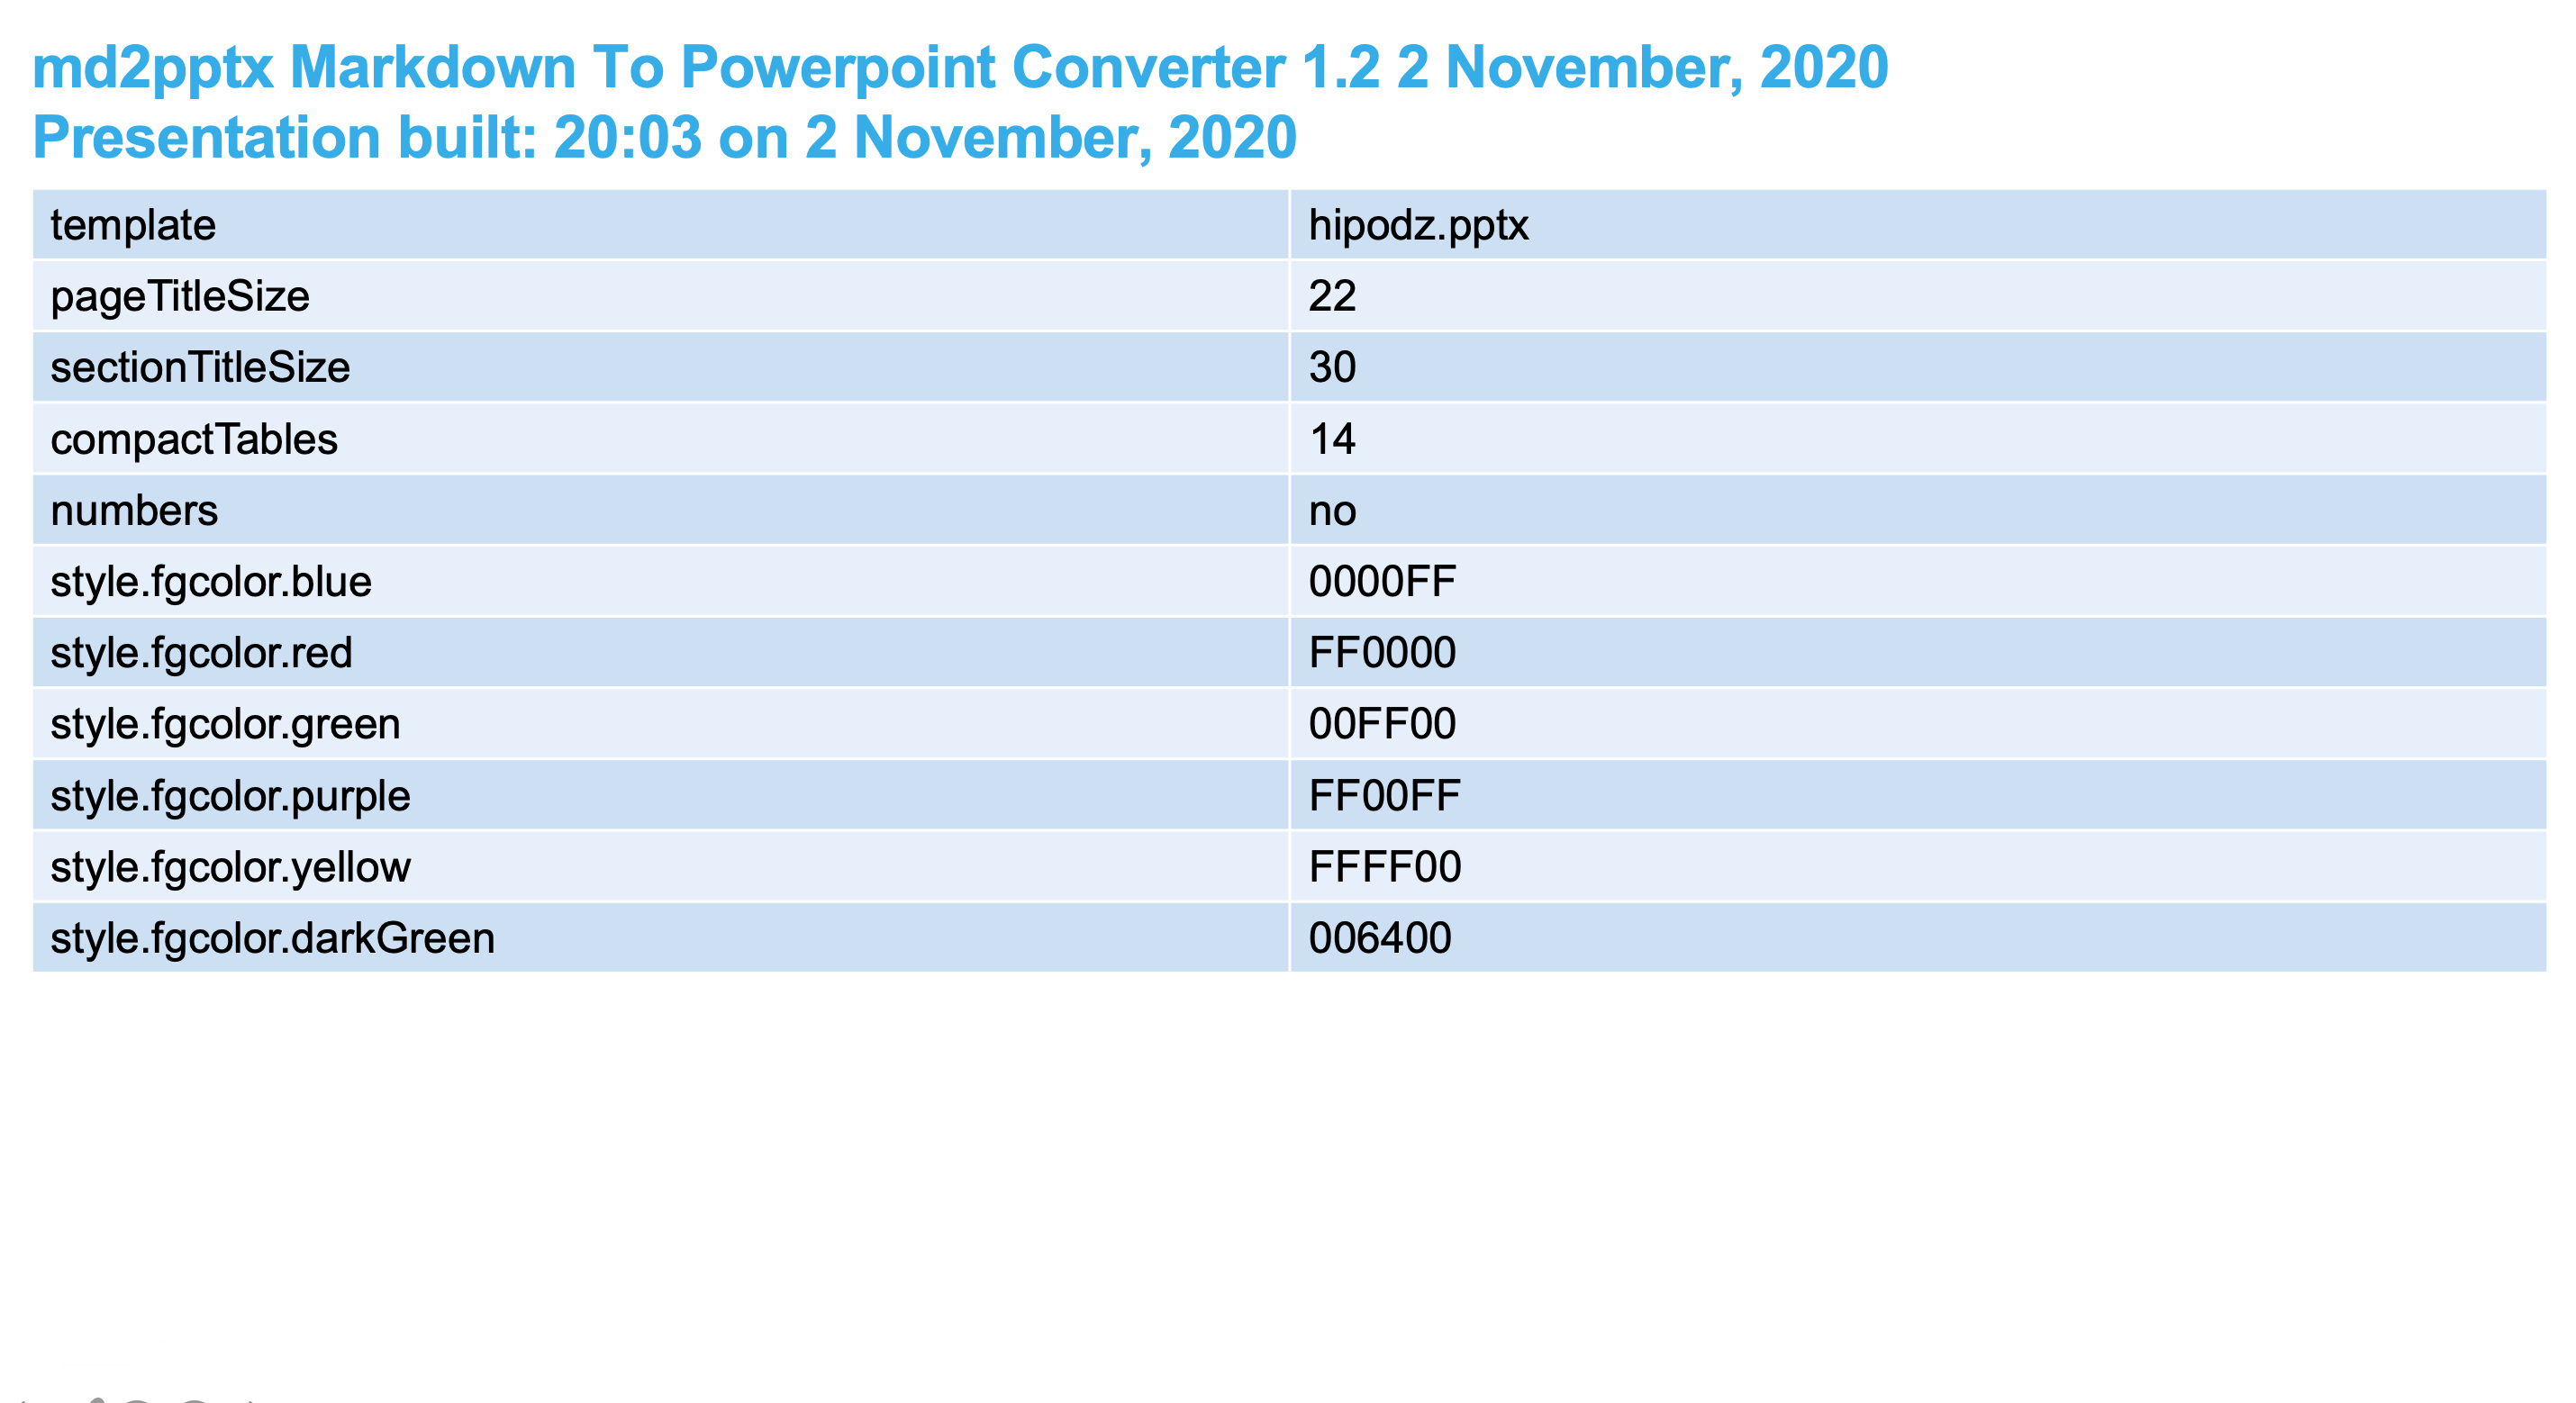 md2pptx Markdown To Powerpoint Converter 1.2 2 November, 2020
Presentation built: 20:03 on 2 November, 2020
template hipodz.pptx
pageTitleSize 22
sectionTitleSize 30
compactTables 14
numbers no
style.fgcolor.blue 0000FF
style.fgcolor.red FF0000
style.fgcolor.green 00FF00
style.fgcolor.purple FF00FF
style.fgcolor.yellow FFFF00
style.fgcolor.darkGreen 006400